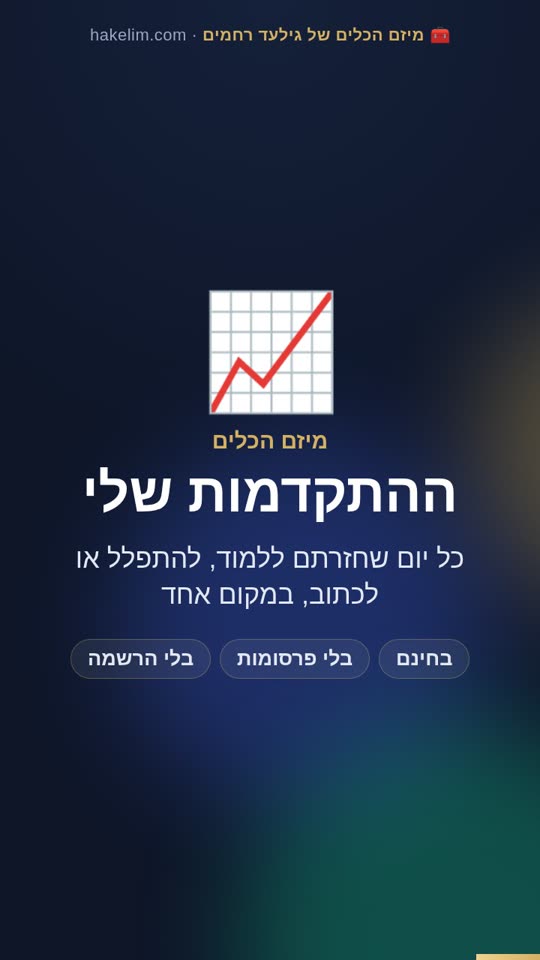 🧰 מיזם הכלים של גילעד רחמים · hakelim.com
מיזם הכלים
ההתקדמות שלי
כל יום שחזרתם ללמוד, להתפלל או
לכתוב, במקום אחד
בחינם
בלי פרסומות
בלי הרשמה